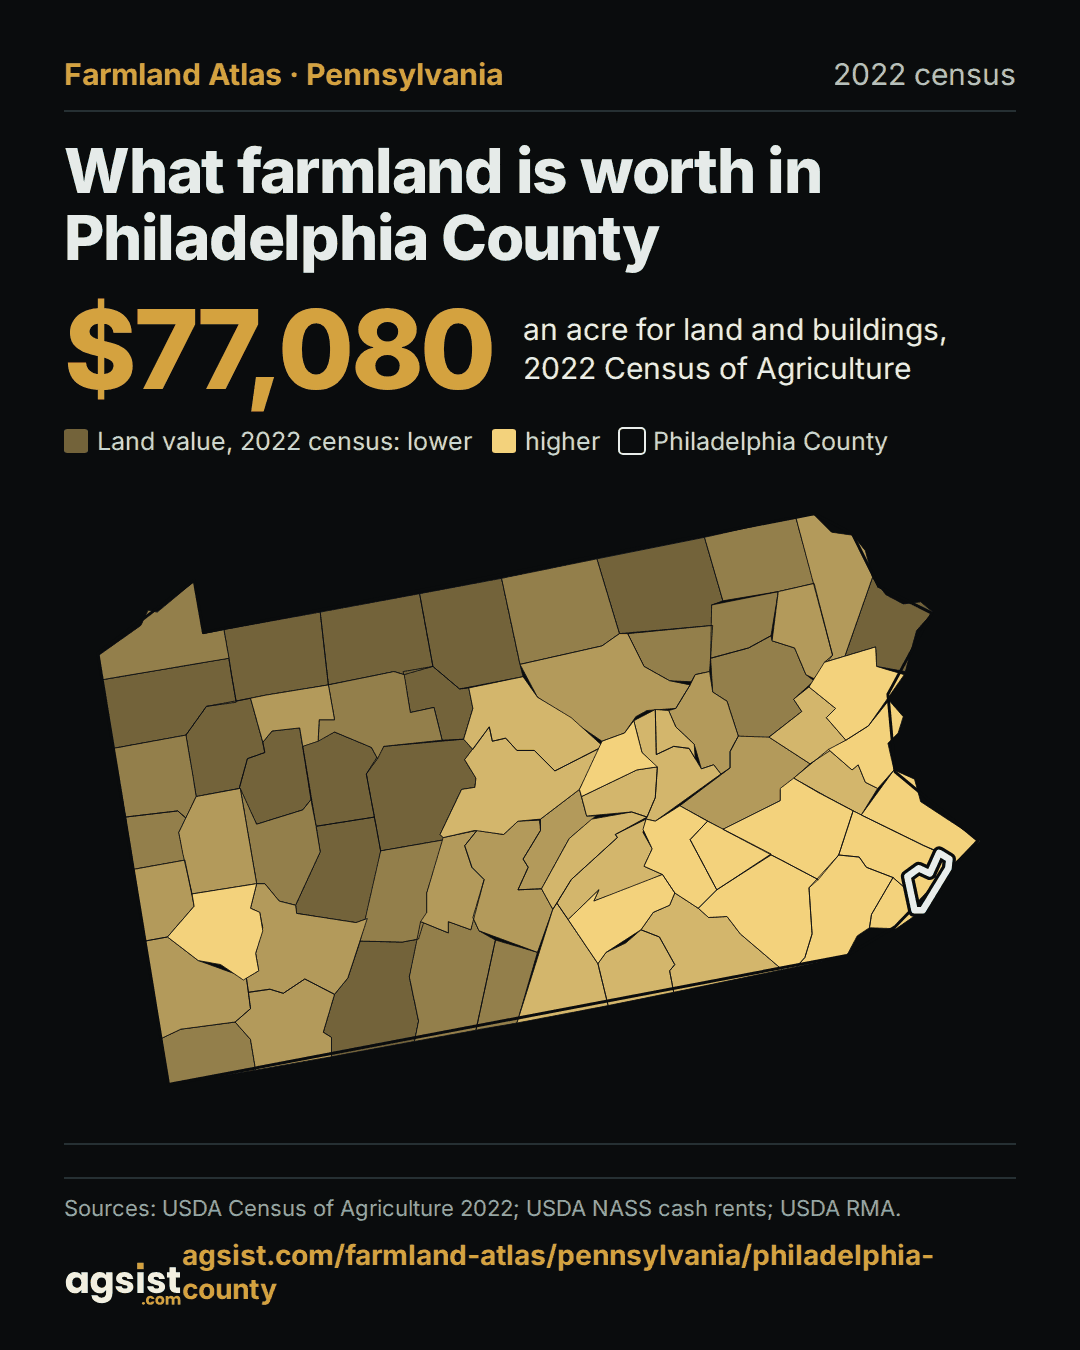 Farmland Atlas · Pennsylvania
2022 census
What farmland is worth in
Philadelphia County
$77,080
an acre for land and buildings,
2022 Census of Agriculture
Land value, 2022 census: lower
higher
Philadelphia County
Sources: USDA Census of Agriculture 2022; USDA NASS cash rents; USDA RMA.
agsist
.com
agsist.com/farmland-atlas/pennsylvania/philadelphia-
county